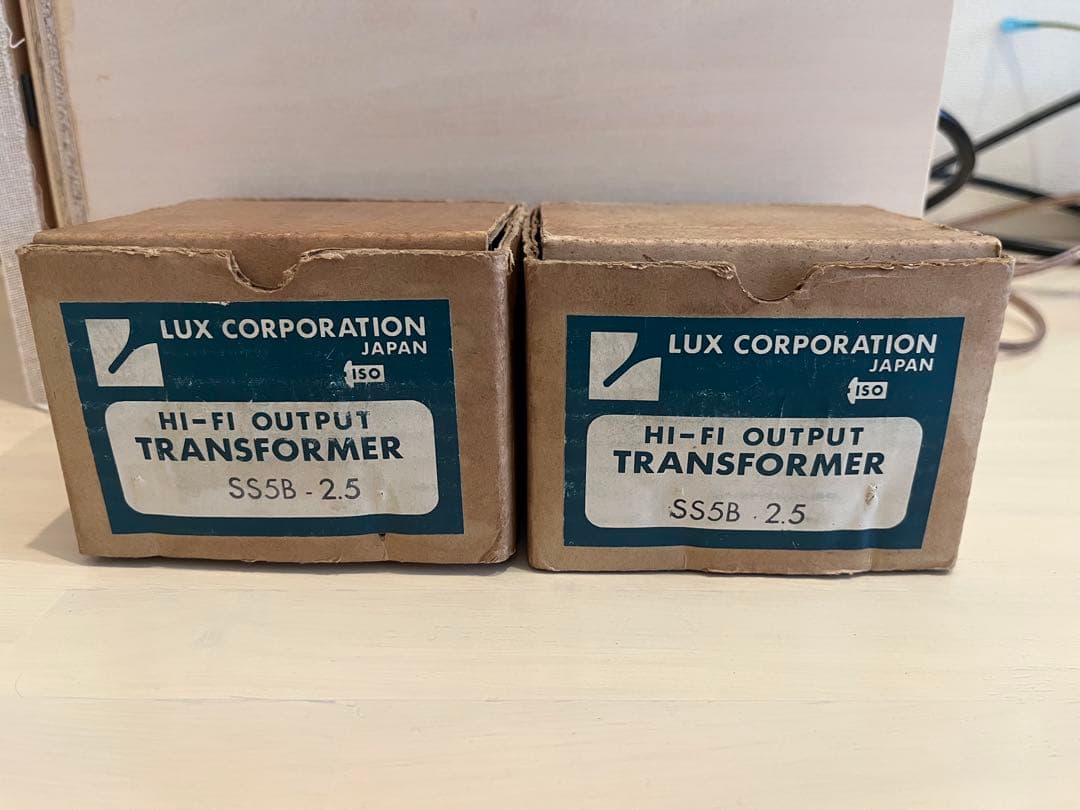 LUX CORPORATION
JAPAN
ISO
HI-FI OUTPUT
TRANSFORMER
SS5B - 2.5
LUX CORPORATION
JAPAN
ISO
HI-FI OUTPUT
TRANSFORMER
SS5B - 2.5